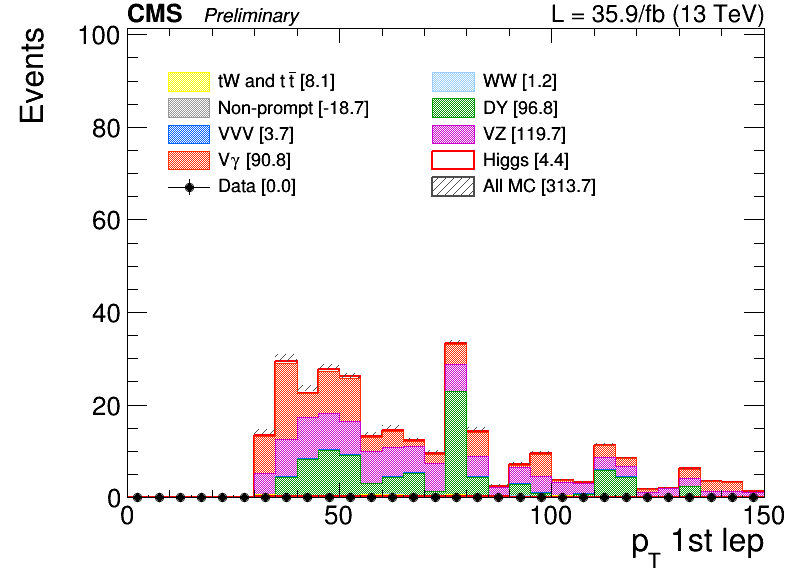 CMS Preliminary L = 35.9/fb (13 TeV)
Events
100
80
60
40
20
0
tW and tt̄ [8.1]
WW [1.2]
Non-prompt [-18.7]
DY [96.8]
VVV [3.7]
VZ [119.7]
Vγ [90.8]
Higgs [4.4]
Data [0.0]
All MC [313.7]
0 50 100 150
p_T 1st lep